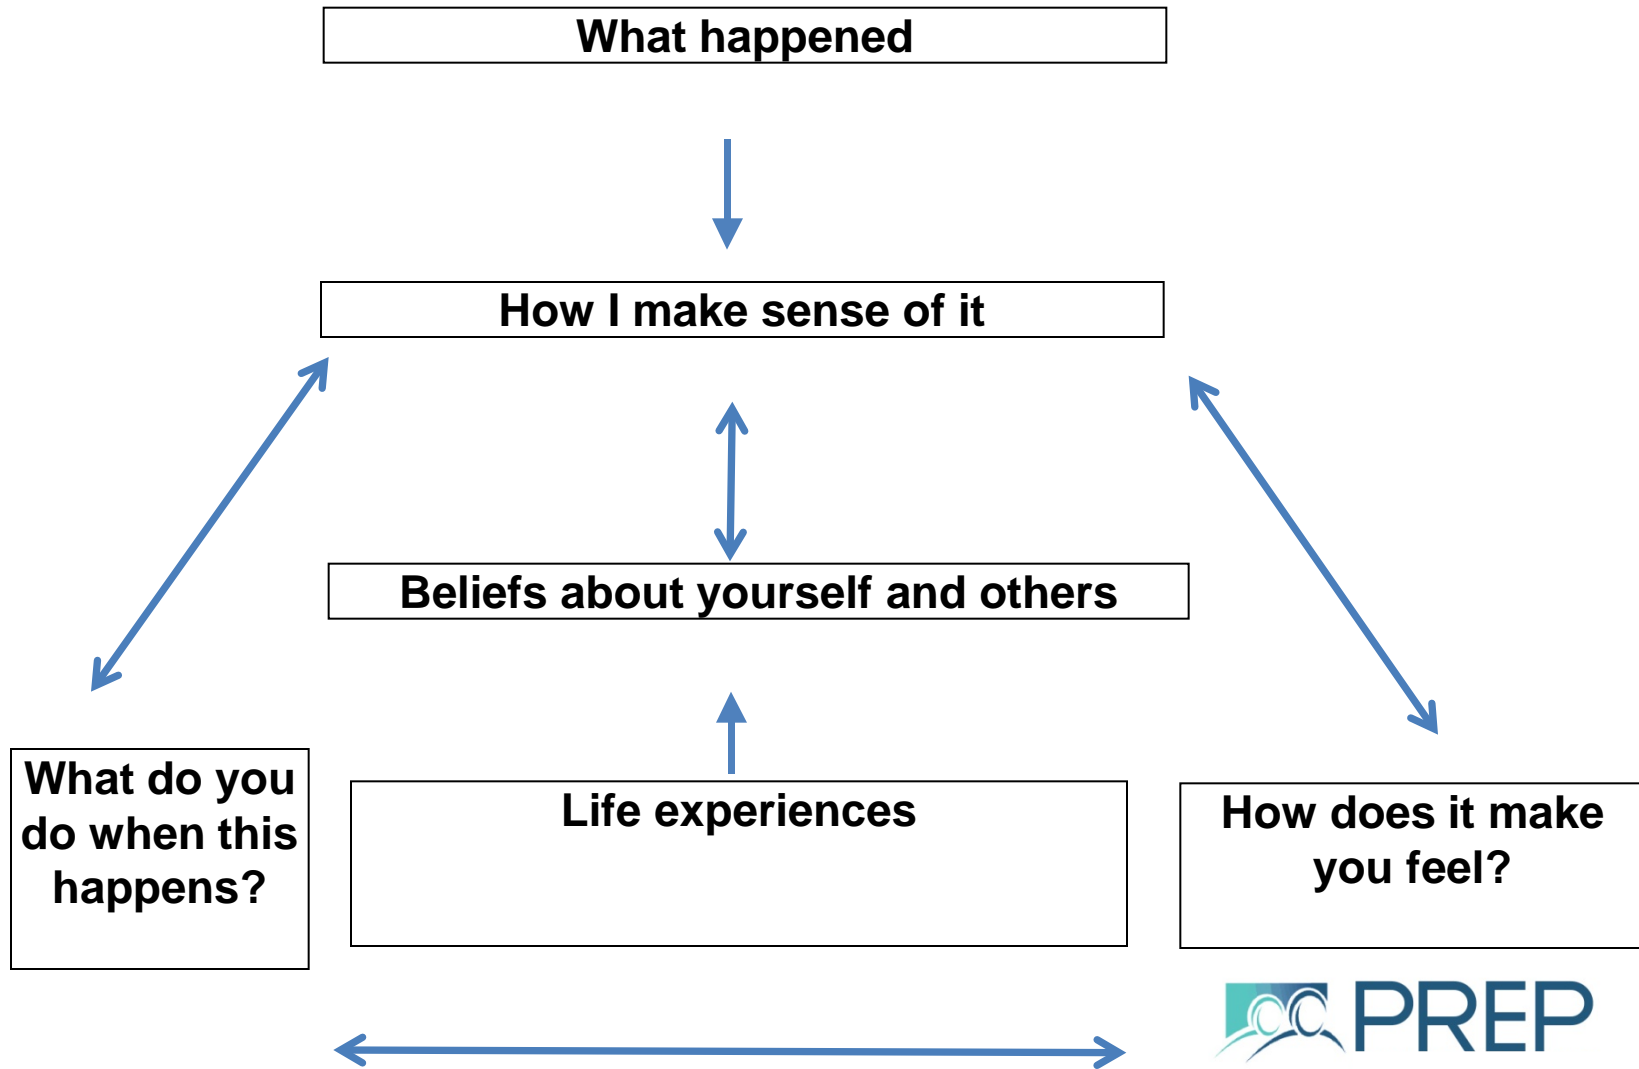 What happened
How I make sense of it
Beliefs about yourself and others
What do you
do when this
happens?
Life experiences
How does it make
you feel?
PREP